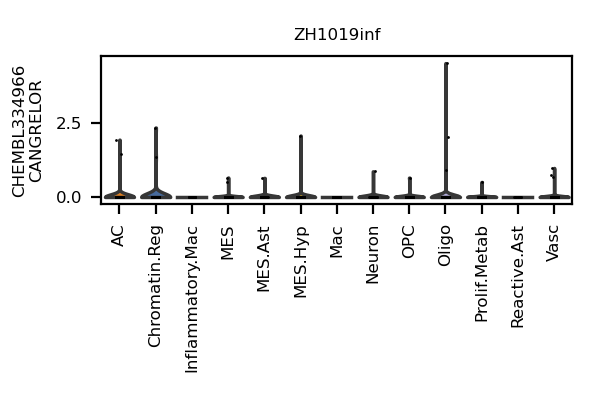 ZH1019inf
CHEMBL334966
CANGRELOR
2.5
0.0
AC
Chromatin.Reg
Inflammatory.Mac
MES
MES.Ast
MES.Hyp
Mac
Neuron
OPC
Oligo
Prolif.Metab
Reactive.Ast
Vasc